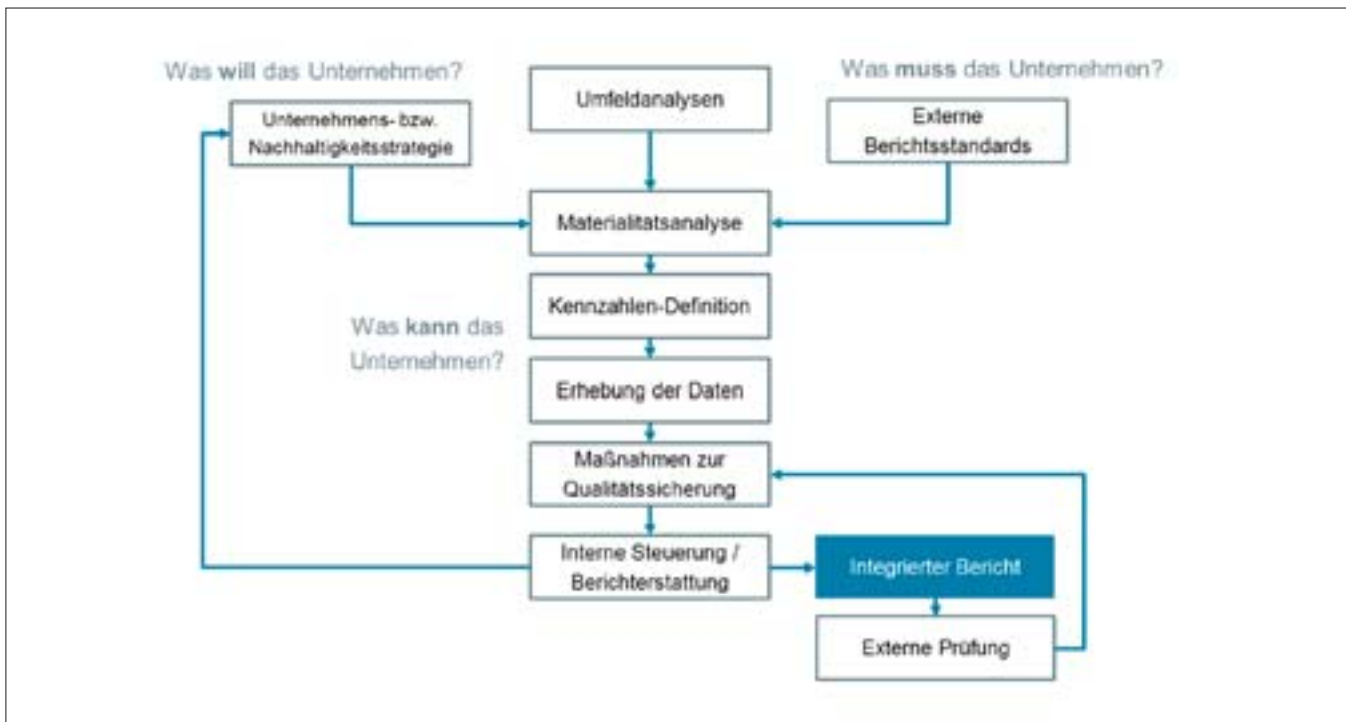 Was will das Unternehmen?
Was muss das Unternehmen?
Umfeldanalysen
Unternehmens- bzw.
Nachhaltigkeitsstrategie
Externe
Berichtsstandards
Materialitätsanalyse
Kennzahlen-Definition
Was kann das
Unternehmen?
Erhebung der Daten
Maßnahmen zur
Qualitätssicherung
Interne Steuerung /
Berichterstattung
Integrierter Bericht
Externe Prüfung